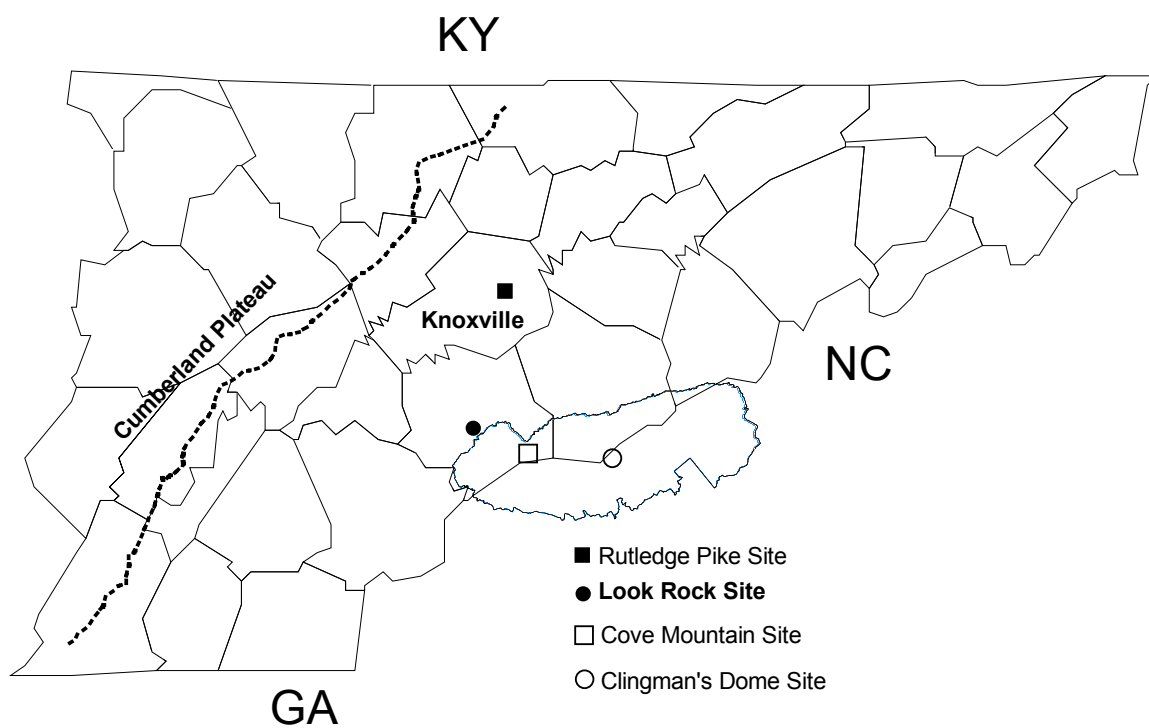 KY
Knoxville
Cumberland Plateau
NC
Rutledge Pike Site
Look Rock Site
Cove Mountain Site
Clingman's Dome Site
GA